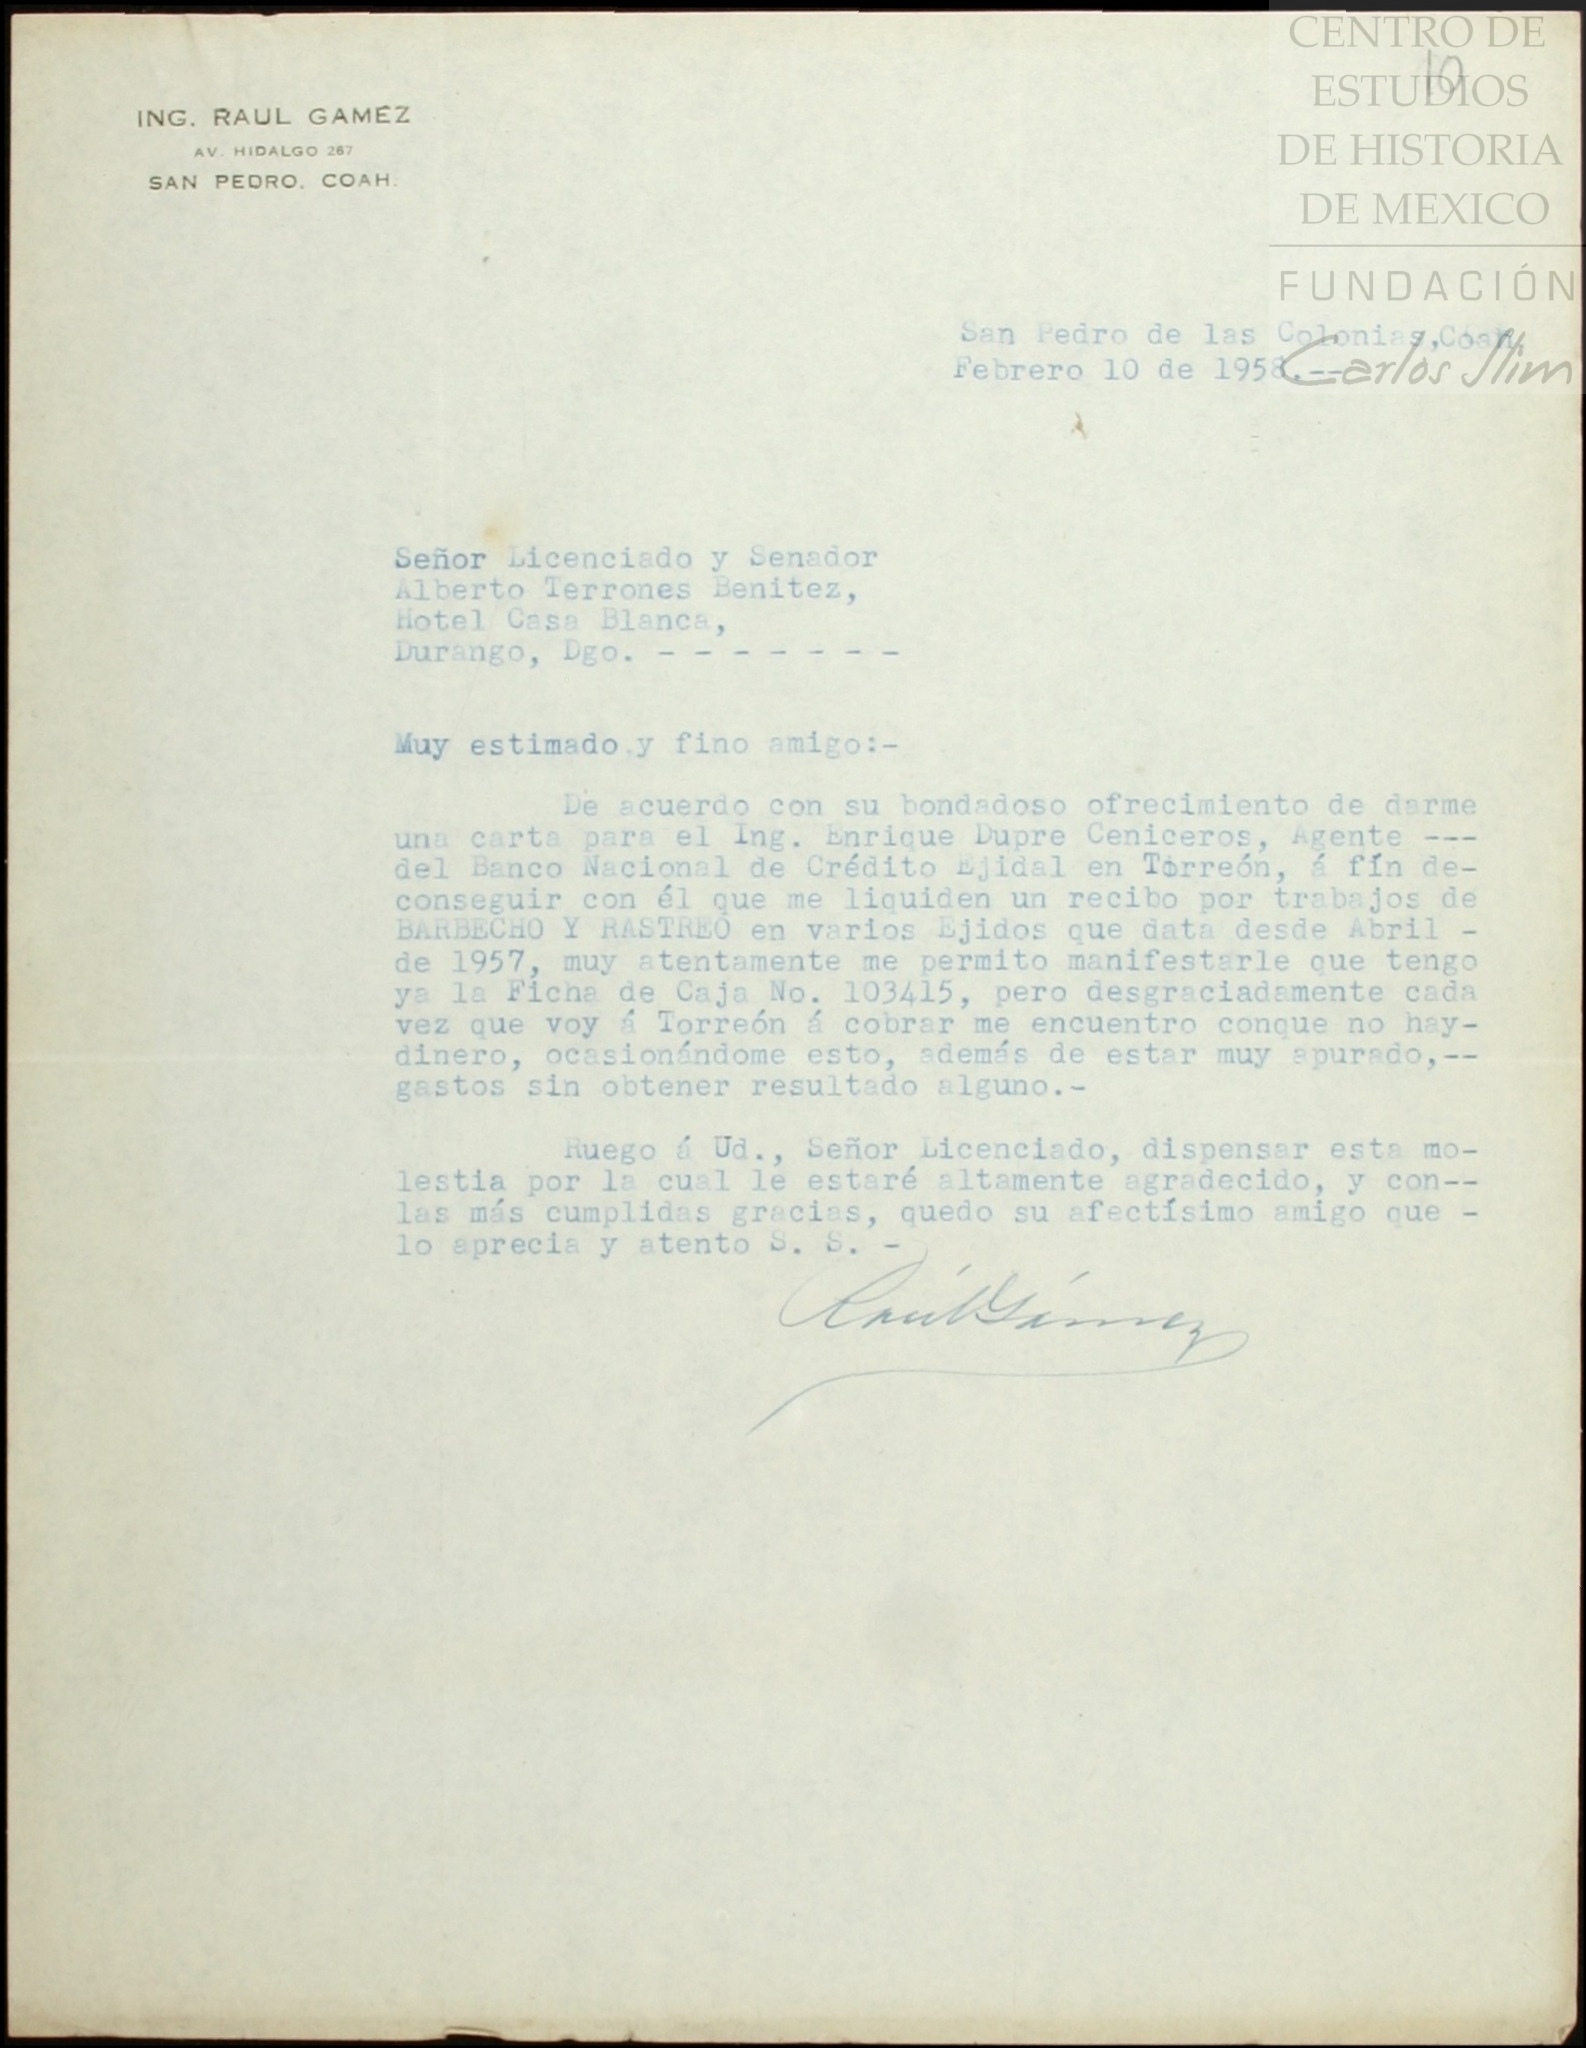 CENTRO DE
ESTUDIOS
DE HISTORIA
DE MEXICO
FUNDACIÓN
Carlos Slim
10
ING. RAUL GAMEZ
AV. HIDALGO 267
SAN PEDRO, COAH.
San Pedro de las Colonias,Coah.
Febrero 10 de 1958.--
Señor Licenciado y Senador
Alberto Terrones Benitez,
Hotel Casa Blanca,
Durango, Dgo. - - - - - - -
Muy estimado y fino amigo:-
De acuerdo con su bondadoso ofrecimiento de darme
una carta para el Ing. Enrique Dupre Ceniceros, Agente ---
del Banco Nacional de Crédito Ejidal en Torreón, á fín de-
conseguir con él que me liquiden un recibo por trabajos de
BARBECHO Y RASTREO en varios Ejidos que data desde Abril -
de 1957, muy atentamente me permito manifestarle que tengo
ya la Ficha de Caja No. 103415, pero desgraciadamente cada
vez que voy á Torreón á cobrar me encuentro conque no hay-
dinero, ocasionándome esto, además de estar muy apurado,--
gastos sin obtener resultado alguno.-
Ruego á Ud., Señor Licenciado, dispensar esta mo-
lestia por la cual le estaré altamente agradecido, y con--
las más cumplidas gracias, quedo su afectísimo amigo que -
lo aprecia y atento S. S. -
Raúl Gámez